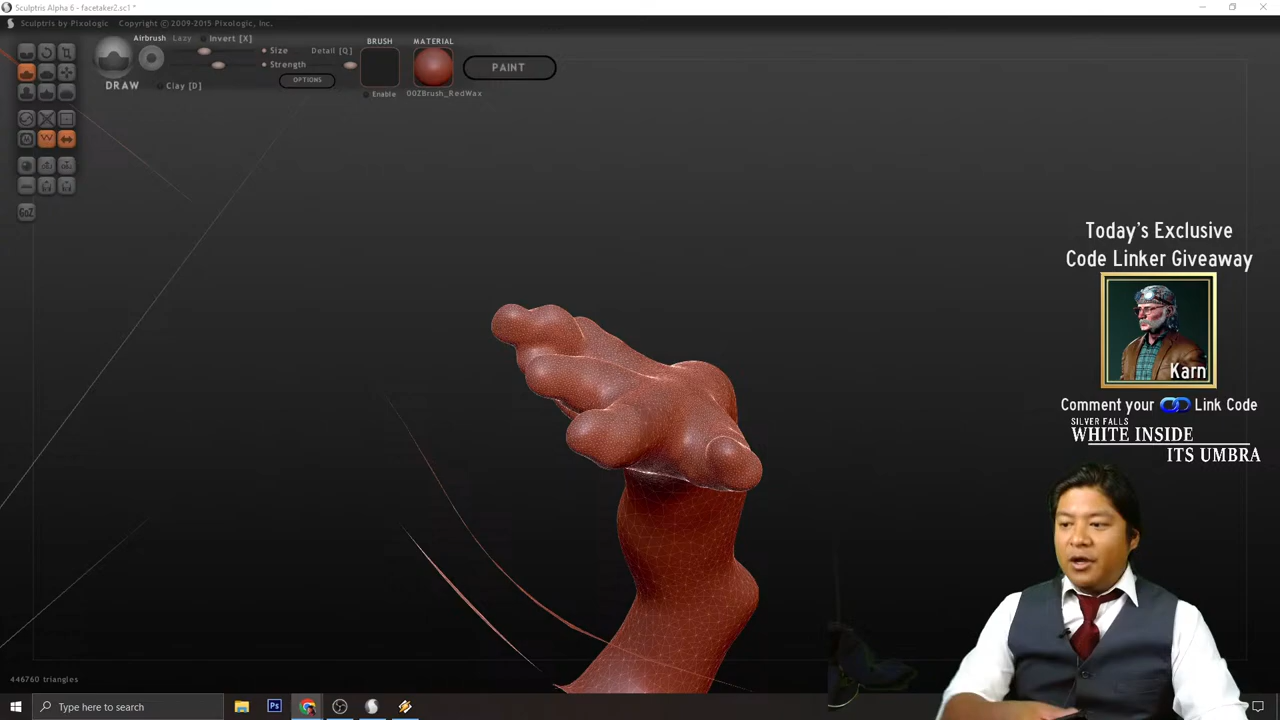 Sculptris Alpha 6 - facetaker2.sc1 *
Sculptris by Pixologic Copyright © 2009-2015 Pixologic, Inc.
Airbrush Lazy Invert [X]
Size
Detail [Q]
Strength
DRAW
Clay [D]
OPTIONS
BRUSH
Enable
MATERIAL
00ZBrush_RedWax
PAINT
GoZ
Today's Exclusive
Code Linker Giveaway
Karn
Comment your Link Code
SILVER FALLS
WHITE INSIDE
ITS UMBRA
446760 triangles
Type here to search
Ps